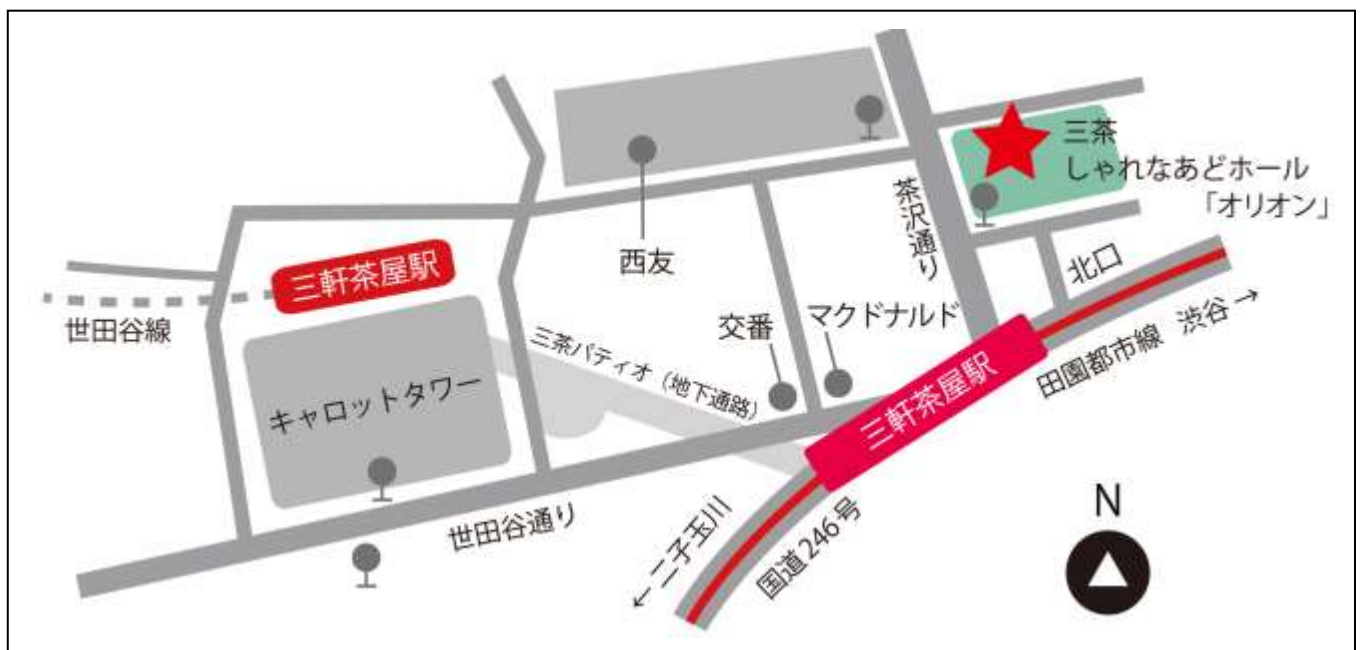 三茶
しゃれなあどホール
「オリオン」
茶沢通り
西友
北口
三軒茶屋駅
世田谷線
三茶パティオ（地下通路）
交番
マクドナルド
田園都市線 渋谷→
キャロットタワー
三軒茶屋駅
世田谷通り
←二子玉川
国道246号
N